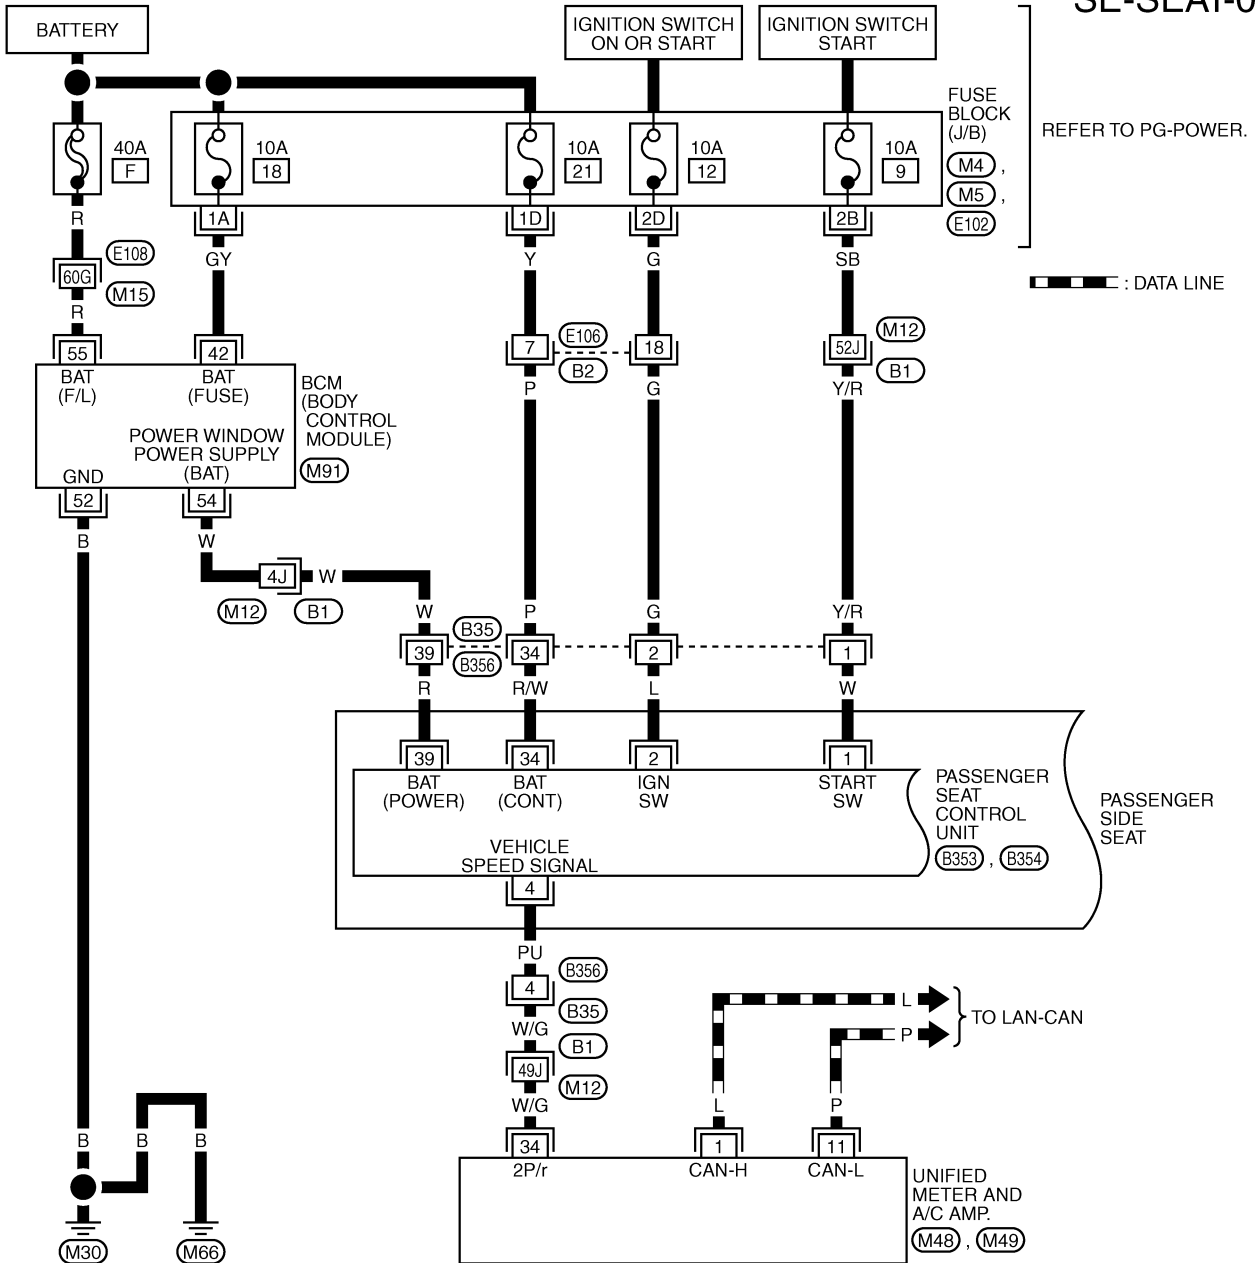 SE-SEAT-0
BATTERY
IGNITION SWITCH
ON OR START
IGNITION SWITCH
START
FUSE
BLOCK
(J/B)
M4 ,
M5 ,
E102
REFER TO PG-POWER.
40A
F
10A
18
10A
21
10A
12
10A
9
1A
1D
2D
2B
R
GY
Y
G
SB
E108
60G
M15
R
: DATA LINE
7
E106
B2
18
52J
M12
B1
P
G
Y/R
55
42
BAT
(F/L)
BAT
(FUSE)
POWER WINDOW
POWER SUPPLY
(BAT)
GND
BCM
(BODY
CONTROL
MODULE)
M91
52
54
B
W
4J
W
M12
B1
W
P
G
Y/R
B35
B356
39
34
2
1
R
R/W
L
W
39
34
2
1
BAT
(POWER)
BAT
(CONT)
IGN
SW
START
SW
VEHICLE
SPEED SIGNAL
PASSENGER
SEAT
CONTROL
UNIT
B353 , B354
PASSENGER
SIDE
SEAT
4
PU
B356
4
B35
W/G
B1
49J
M12
W/G
L
P
TO LAN-CAN
L
P
B
B
B
34
1
11
2P/r
CAN-H
CAN-L
UNIFIED
METER AND
A/C AMP.
M48 , M49
M30
M66